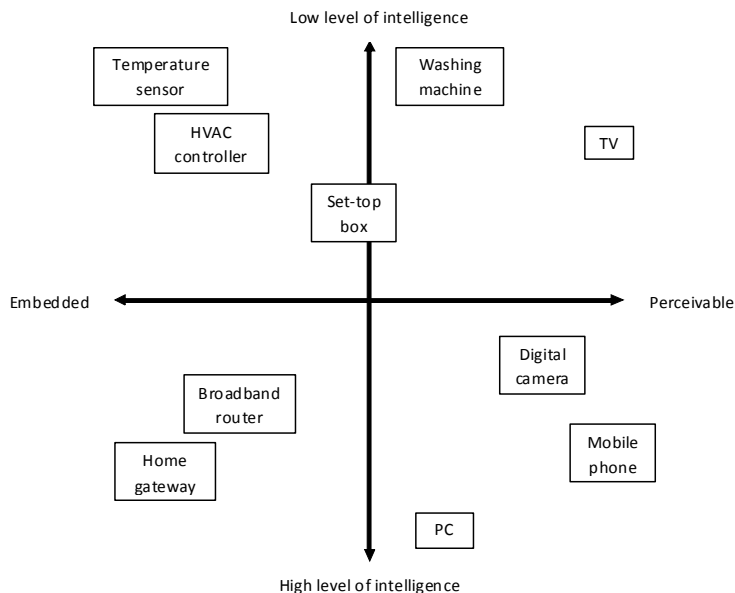 Low level of intelligence
Temperature
sensor
Washing
machine
HVAC
controller
TV
Set-top
box
Embedded
Perceivable
Digital
camera
Broadband
router
Mobile
phone
Home
gateway
PC
High level of intelligence